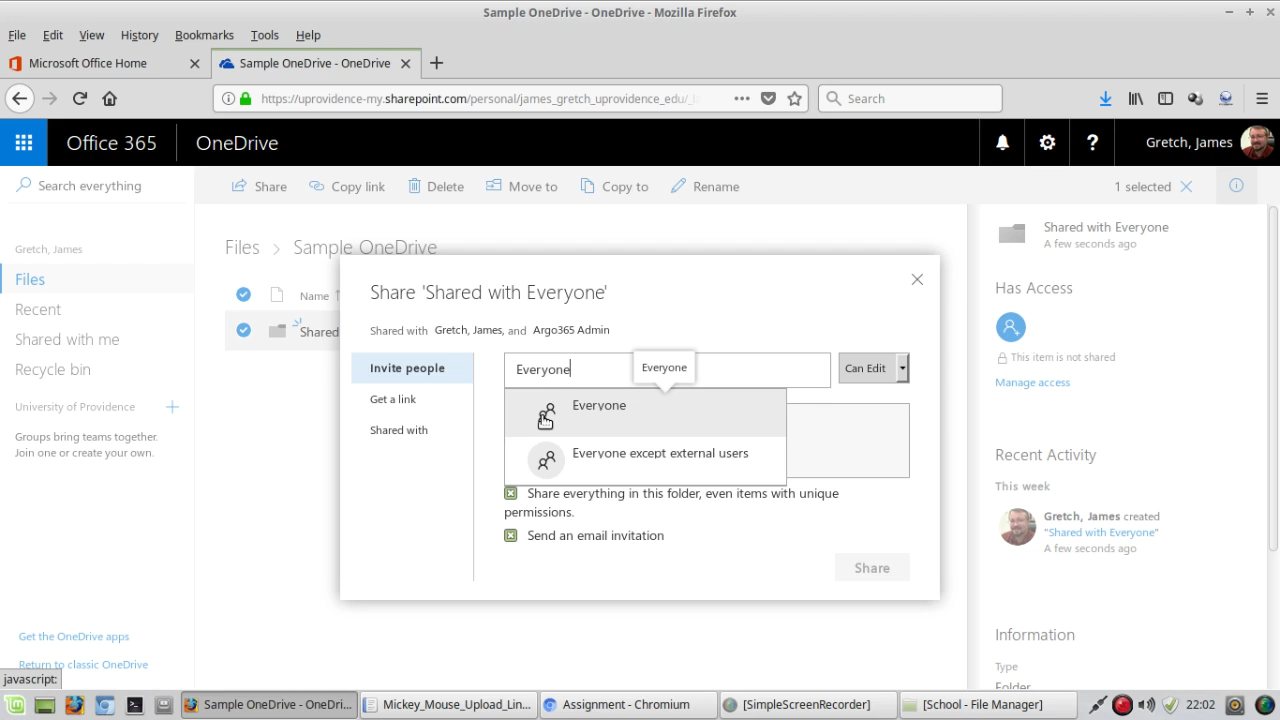 Sample OneDrive - OneDrive - Mozilla Firefox
File Edit View History Bookmarks Tools Help
Microsoft Office Home
Sample OneDrive - OneDrive
https://uprovidence-my.sharepoint.com/personal/james_gretch_uprovidence_edu/_l
Search
Office 365
OneDrive
Gretch, James
Search everything
Share
Copy link
Delete
Move to
Copy to
Rename
1 selected
Gretch, James
Files
Recent
Shared with me
Recycle bin
University of Providence
Groups bring teams together.
Join one or create your own.
Get the OneDrive apps
Return to classic OneDrive
javascript:
Files > Sample OneDrive
Name
Shared
Share 'Shared with Everyone'
Shared with Gretch, James, and Argo365 Admin
Invite people
Get a link
Shared with
Everyone
Everyone
Can Edit
Everyone
Everyone except external users
Share everything in this folder, even items with unique
permissions.
Send an email invitation
Share
Shared with Everyone
A few seconds ago
Has Access
This item is not shared
Manage access
Recent Activity
This week
Gretch, James created
"Shared with Everyone"
A few seconds ago
Information
Type
Folder
Sample OneDrive - OneDri...
Mickey_Mouse_Upload_Lin...
Assignment - Chromium
[SimpleScreenRecorder]
[School - File Manager]
22:02